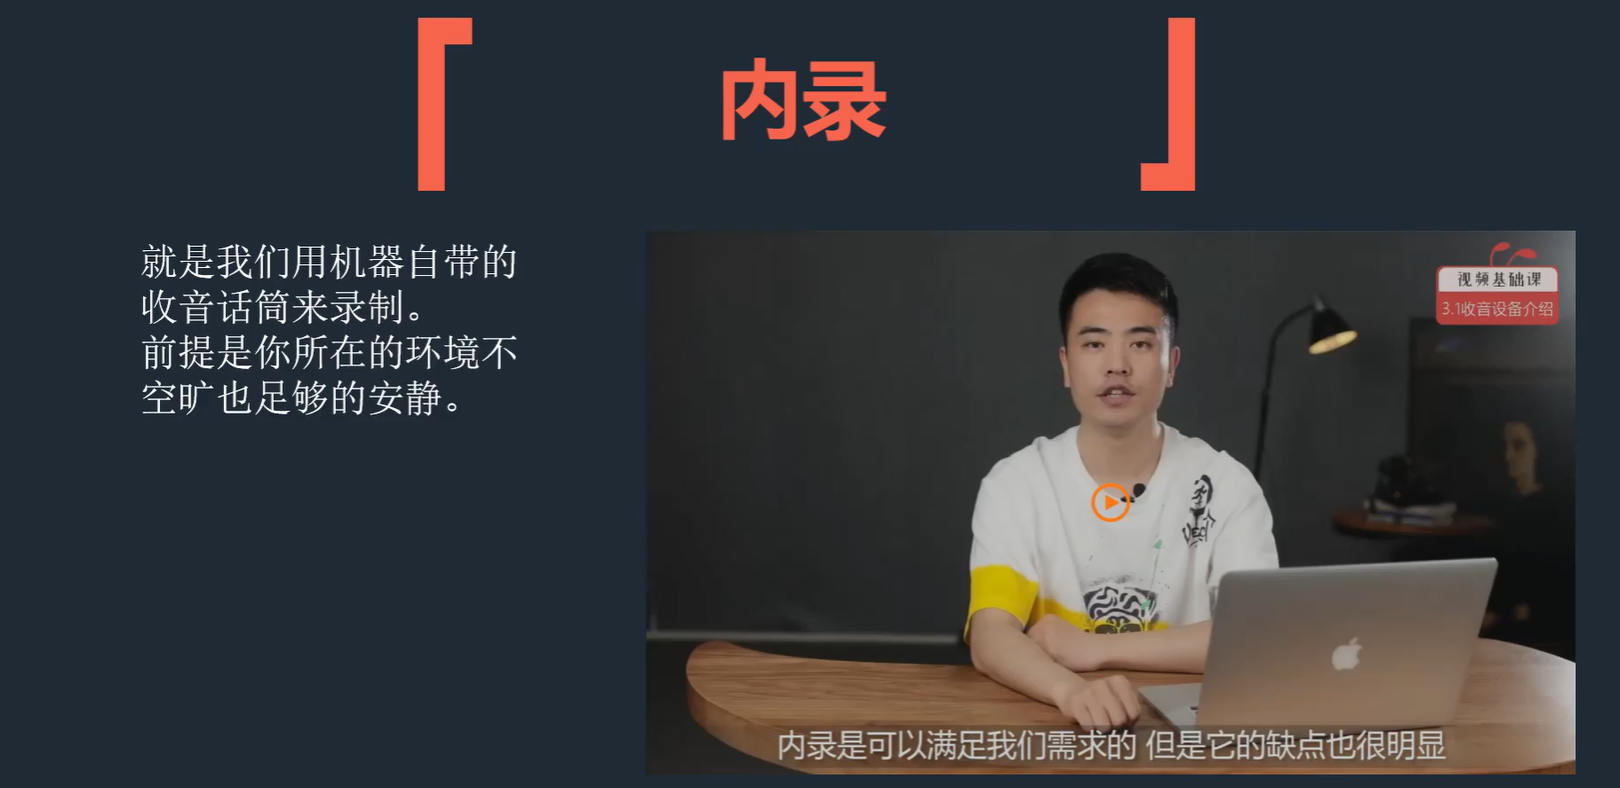 内录
就是我们用机器自带的
收音话筒来录制。
前提是你所在的环境不
空旷也足够的安静。
视频基础课
3.1收音设备介绍
内录是可以满足我们需求的 但是它的缺点也很明显